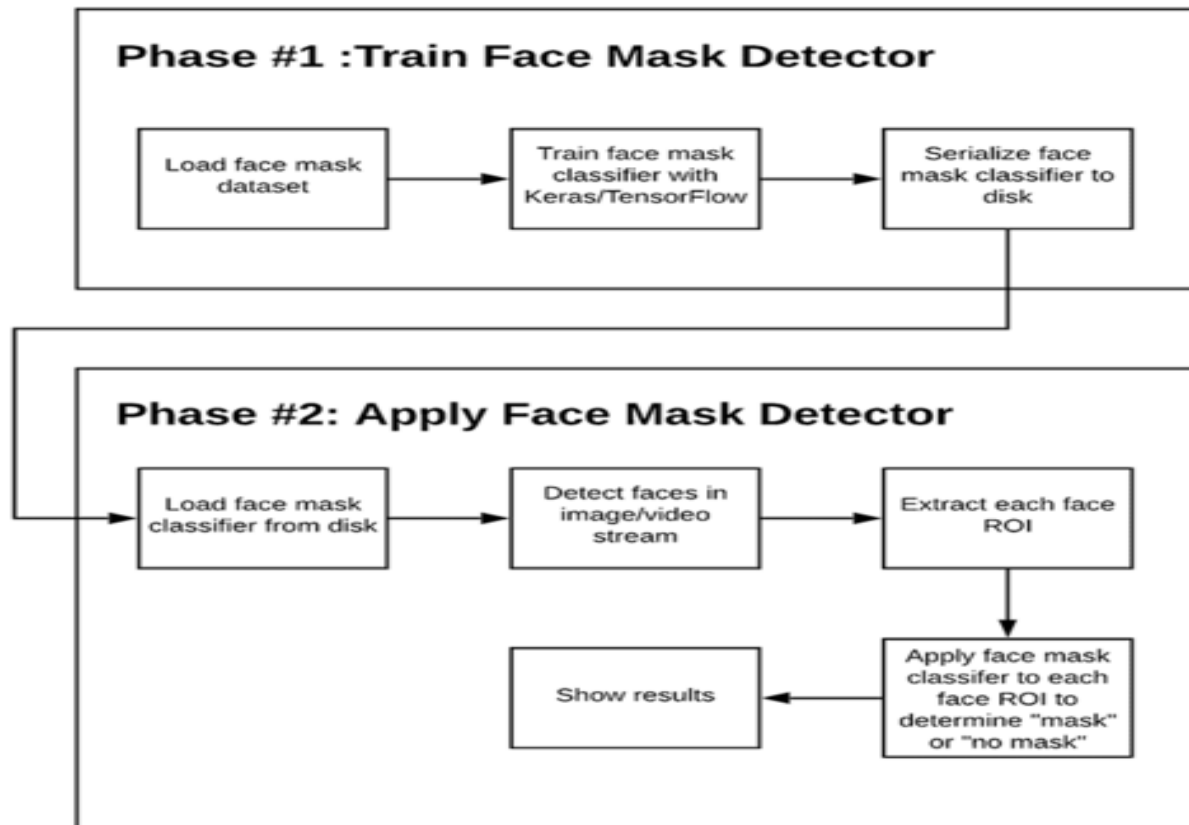 Phase #1 :Train Face Mask Detector
Load face mask
dataset
Train face mask
classifier with
Keras/TensorFlow
Serialize face
mask classifier to
disk
Phase #2: Apply Face Mask Detector
Load face mask
classifier from disk
Detect faces in
image/video
stream
Extract each face
ROI
Apply face mask
classifer to each
face ROI to
determine "mask"
or "no mask"
Show results